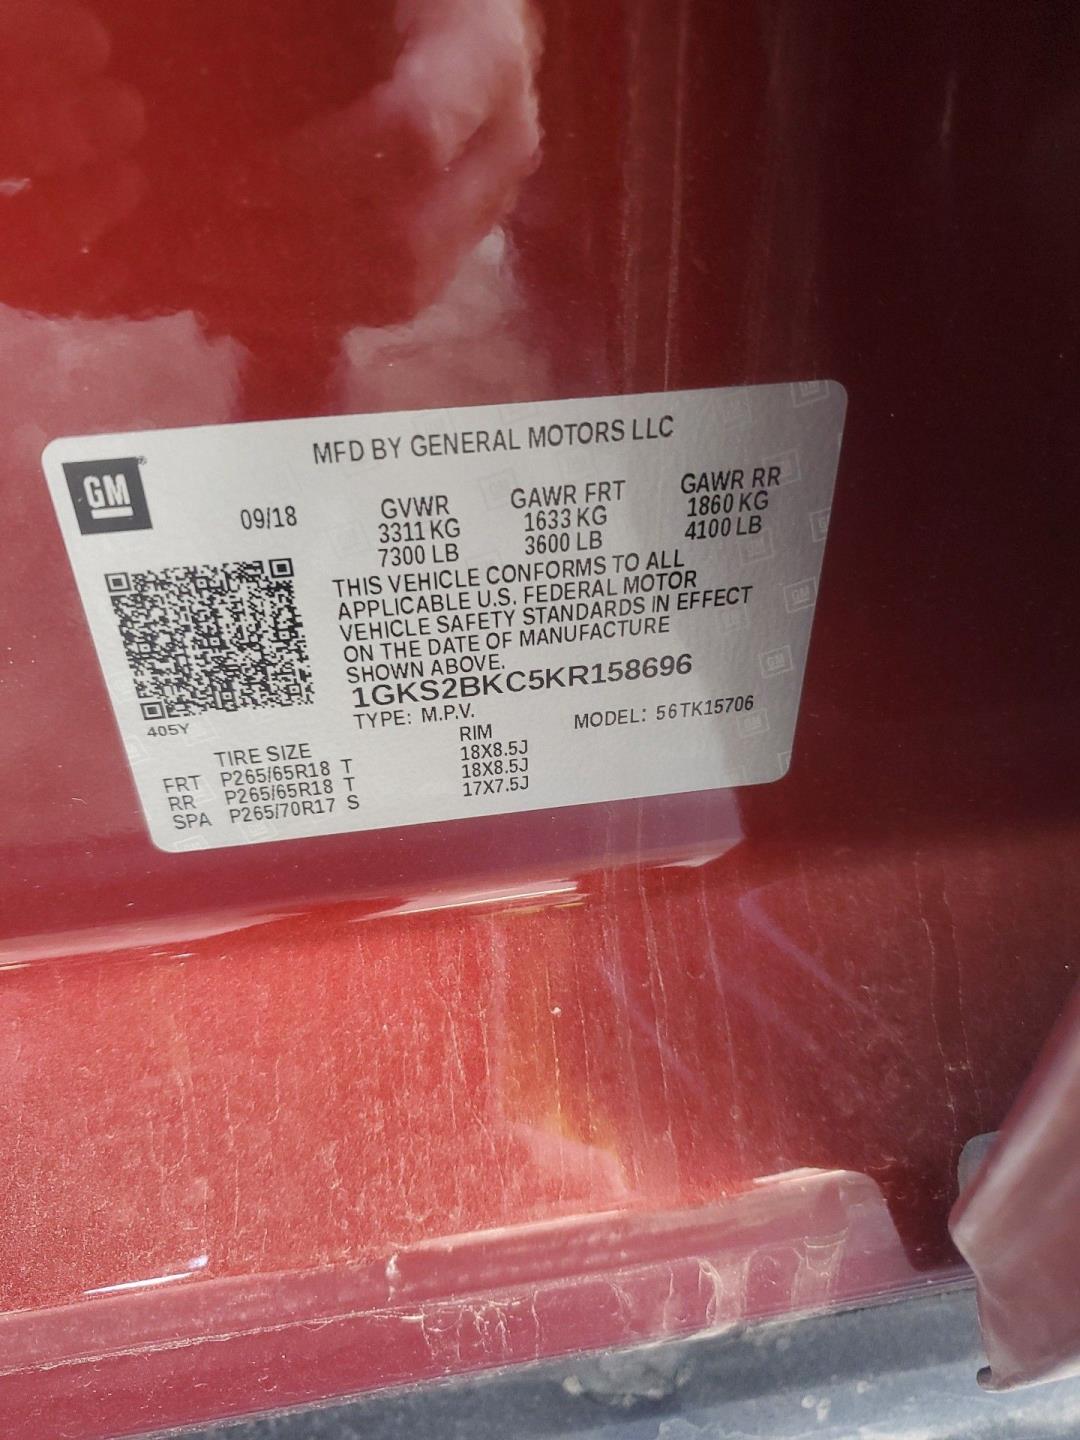 MFD BY GENERAL MOTORS LLC
GM
09/18
GVWR
3311 KG
7300 LB
GAWR FRT
1633 KG
3600 LB
GAWR RR
1860 KG
4100 LB
THIS VEHICLE CONFORMS TO ALL
APPLICABLE U.S. FEDERAL MOTOR
VEHICLE SAFETY STANDARDS IN EFFECT
ON THE DATE OF MANUFACTURE
SHOWN ABOVE.
1GKS2BKC5KR158696
405Y
TYPE: M.P.V. MODEL: 56TK15706
TIRE SIZE RIM
FRT P265/65R18 T 18X8.5J
RR P265/65R18 T 18X8.5J
SPA P265/70R17 S 17X7.5J